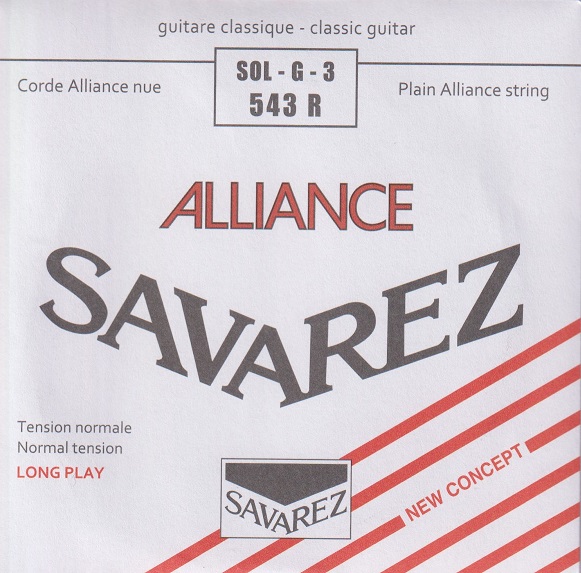 guitare classique - classic guitar
SOL - G - 3
543 R
Corde Alliance nue
Plain Alliance string
ALLIANCE
SAVAREZ
Tension normale
Normal tension
LONG PLAY
NEW CONCEPT
SAVAREZ